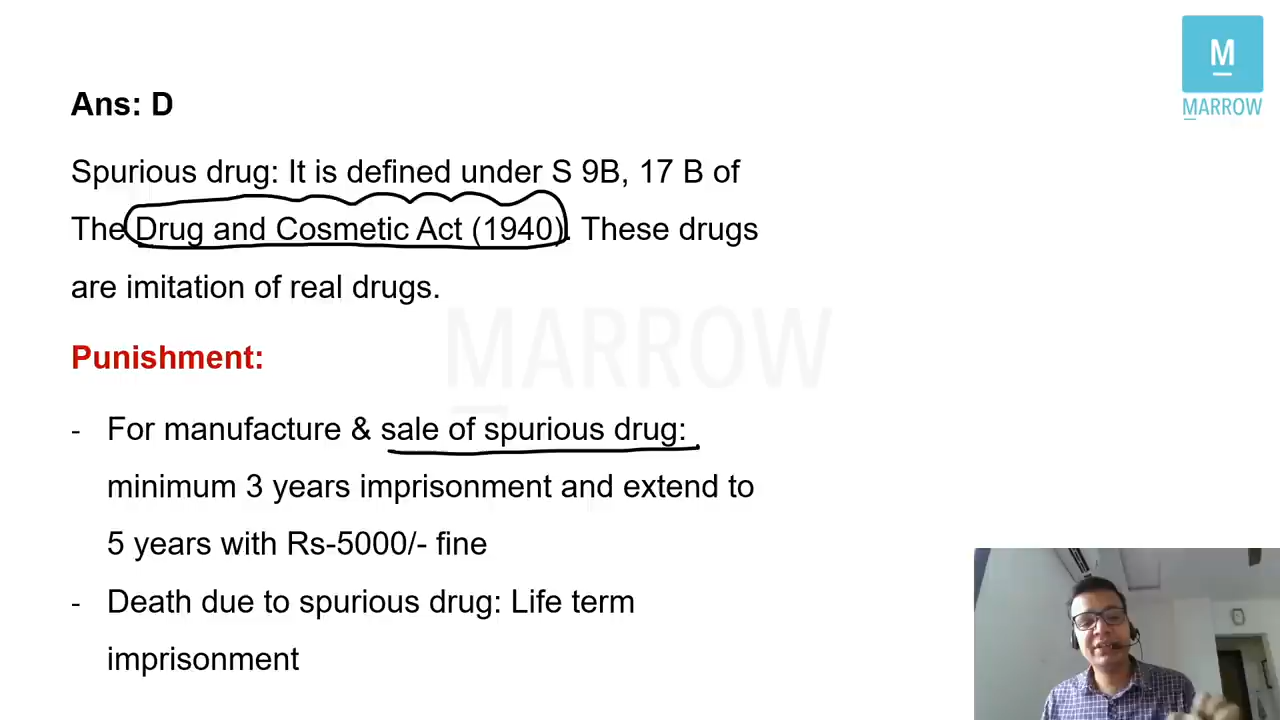 M
MARROW
Ans: D
Spurious drug: It is defined under S 9B, 17 B of
The Drug and Cosmetic Act (1940). These drugs
are imitation of real drugs.
MARROW
Punishment:
- For manufacture & sale of spurious drug:
minimum 3 years imprisonment and extend to
5 years with Rs-5000/- fine
- Death due to spurious drug: Life term
imprisonment